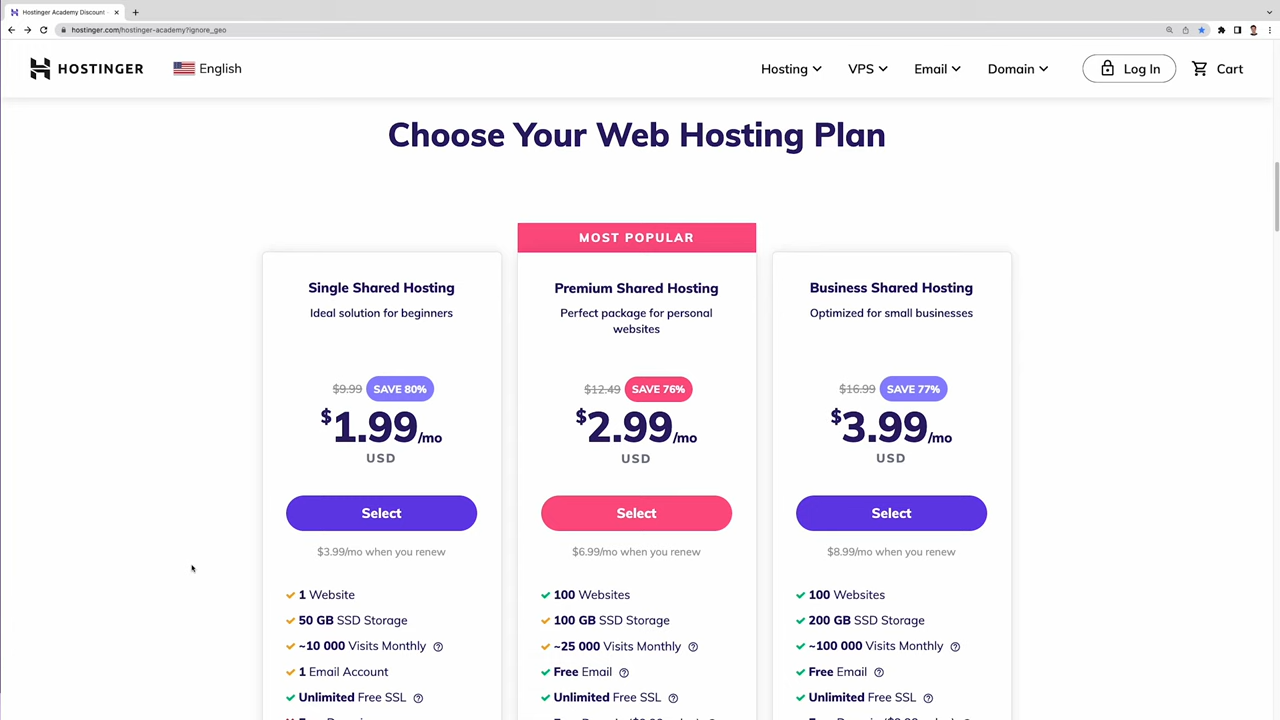 Hostinger Academy Discount
hostinger.com/hostinger-academy?ignore_geo
HOSTINGER
English
Hosting
VPS
Email
Domain
Log In
Cart
Choose Your Web Hosting Plan
MOST POPULAR
Single Shared Hosting
Ideal solution for beginners
$9.99 SAVE 80%
$1.99/mo
USD
Select
$3.99/mo when you renew
1 Website
50 GB SSD Storage
~10 000 Visits Monthly
1 Email Account
Unlimited Free SSL
Premium Shared Hosting
Perfect package for personal
websites
$12.49 SAVE 76%
$2.99/mo
USD
Select
$6.99/mo when you renew
100 Websites
100 GB SSD Storage
~25 000 Visits Monthly
Free Email
Unlimited Free SSL
Business Shared Hosting
Optimized for small businesses
$16.99 SAVE 77%
$3.99/mo
USD
Select
$8.99/mo when you renew
100 Websites
200 GB SSD Storage
~100 000 Visits Monthly
Free Email
Unlimited Free SSL